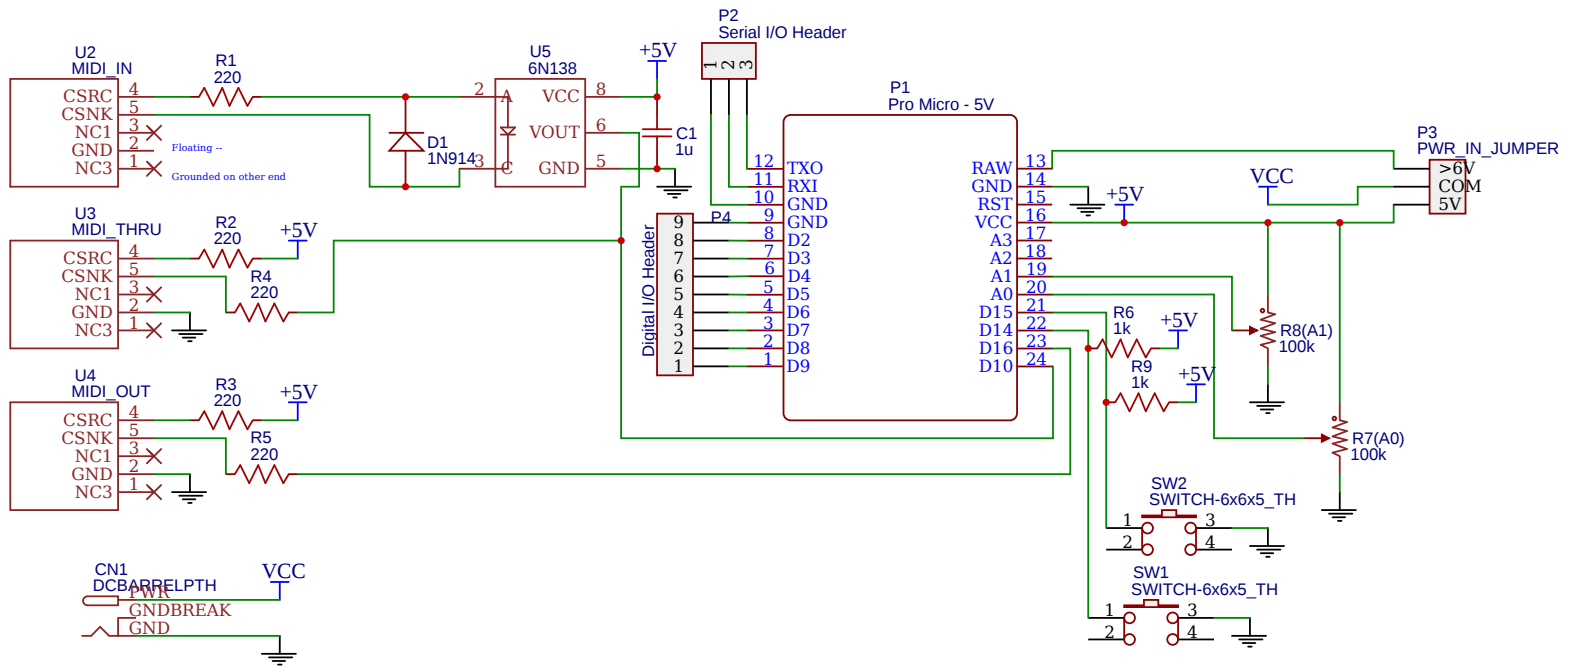 U2
MIDI_IN
CSRC 4
CSNK 5
NC1 3
GND 2
NC3 1
Floating --
Grounded on other end
R1
220
D1
1N914
U5
6N138
2 A
3 C
VCC 8
VOUT 6
GND 5
+5V
C1
1u
P2
Serial I/O Header
1 2 3
U3
MIDI_THRU
CSRC 4
CSNK 5
NC1 3
GND 2
NC3 1
R2
220
+5V
R4
220
U4
MIDI_OUT
CSRC 4
CSNK 5
NC1 3
GND 2
NC3 1
R3
220
+5V
R5
220
CN1
DCBARRELPTH
PWR
GNDBREAK
GND
VCC
P4
Digital I/O Header
9
8
7
6
5
4
3
2
1
P1
Pro Micro - 5V
12 TXO
11 RXI
10 GND
9 GND
8 D2
7 D3
6 D4
5 D5
4 D6
3 D7
2 D8
1 D9
RAW 13
GND 14
RST 15
VCC 16
A3 17
A2 18
A1 19
A0 20
D15 21
D14 22
D16 23
D10 24
+5V
VCC
P3
PWR_IN_JUMPER
>6V
COM
5V
R6
1k
+5V
R9
1k
+5V
R8(A1)
100k
R7(A0)
100k
SW2
SWITCH-6x6x5_TH
1 3
2 4
SW1
SWITCH-6x6x5_TH
1 3
2 4